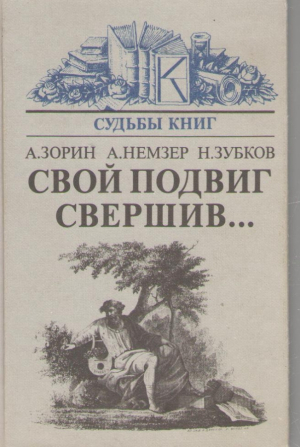 К
СУДЬБЫ КНИГ
А.ЗОРИН А.НЕМЗЕР Н.ЗУБКОВ
СВОЙ ПОДВИГ
СВЕРШИВ...